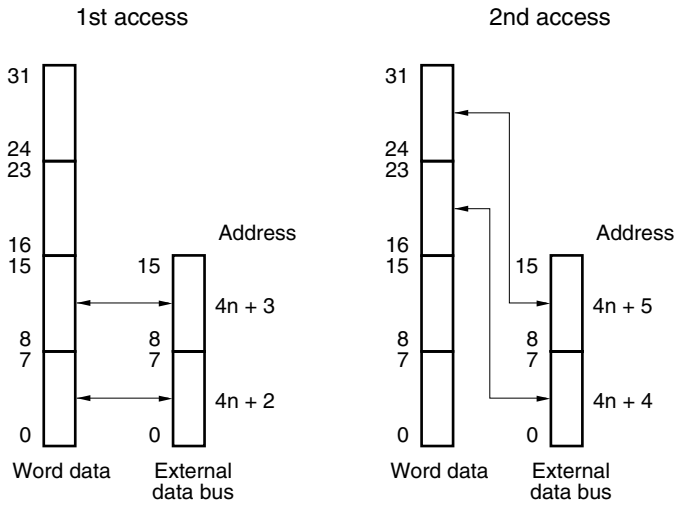 1st access
31
24
23
16
15
8
7
0
Address
15
4n + 3
8
7
4n + 2
0
Word data
External
data bus
2nd access
31
24
23
16
15
8
7
0
Address
15
4n + 5
8
7
4n + 4
0
Word data
External
data bus